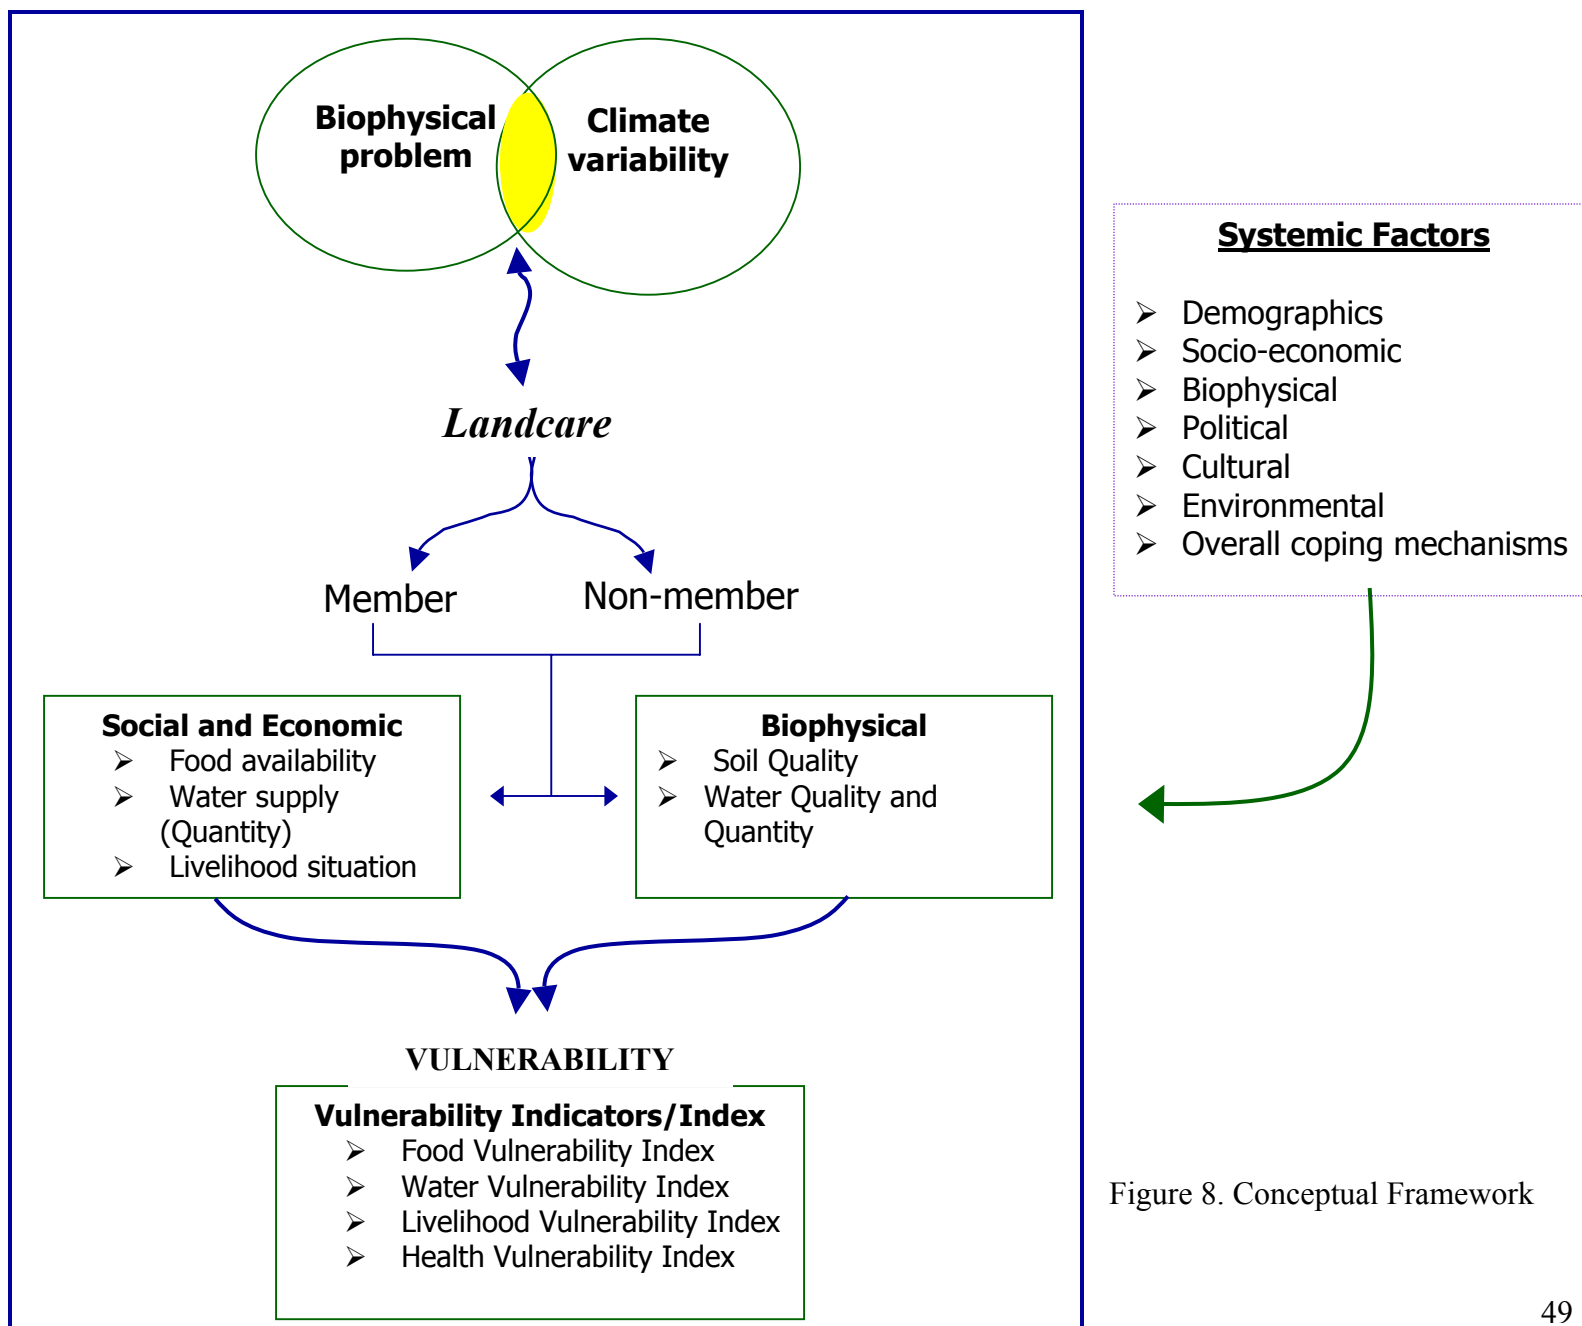 Biophysical
problem
Climate
variability
Landcare
Member
Non-member
Social and Economic
➢ Food availability
➢ Water supply
(Quantity)
➢ Livelihood situation
Biophysical
➢ Soil Quality
➢ Water Quality and
Quantity
VULNERABILITY
Vulnerability Indicators/Index
➢ Food Vulnerability Index
➢ Water Vulnerability Index
➢ Livelihood Vulnerability Index
➢ Health Vulnerability Index
Systemic Factors
➢ Demographics
➢ Socio-economic
➢ Biophysical
➢ Political
➢ Cultural
➢ Environmental
➢ Overall coping mechanisms
Figure 8. Conceptual Framework
49